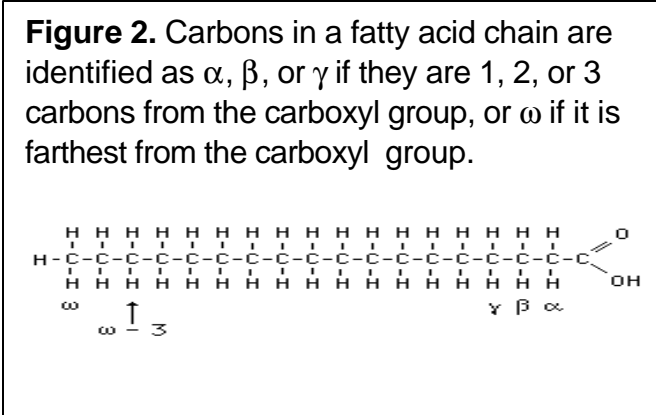 Figure 2. Carbons in a fatty acid chain are
identified as α, β, or γ if they are 1, 2, or 3
carbons from the carboxyl group, or ω if it is
farthest from the carboxyl group.
H H H H H H H H H H H H H H H H H O
H-C-C-C-C-C-C-C-C-C-C-C-C-C-C-C-C-C-C
H H H H H H H H H H H H H H H H H OH
ω γ β α
ω - 3